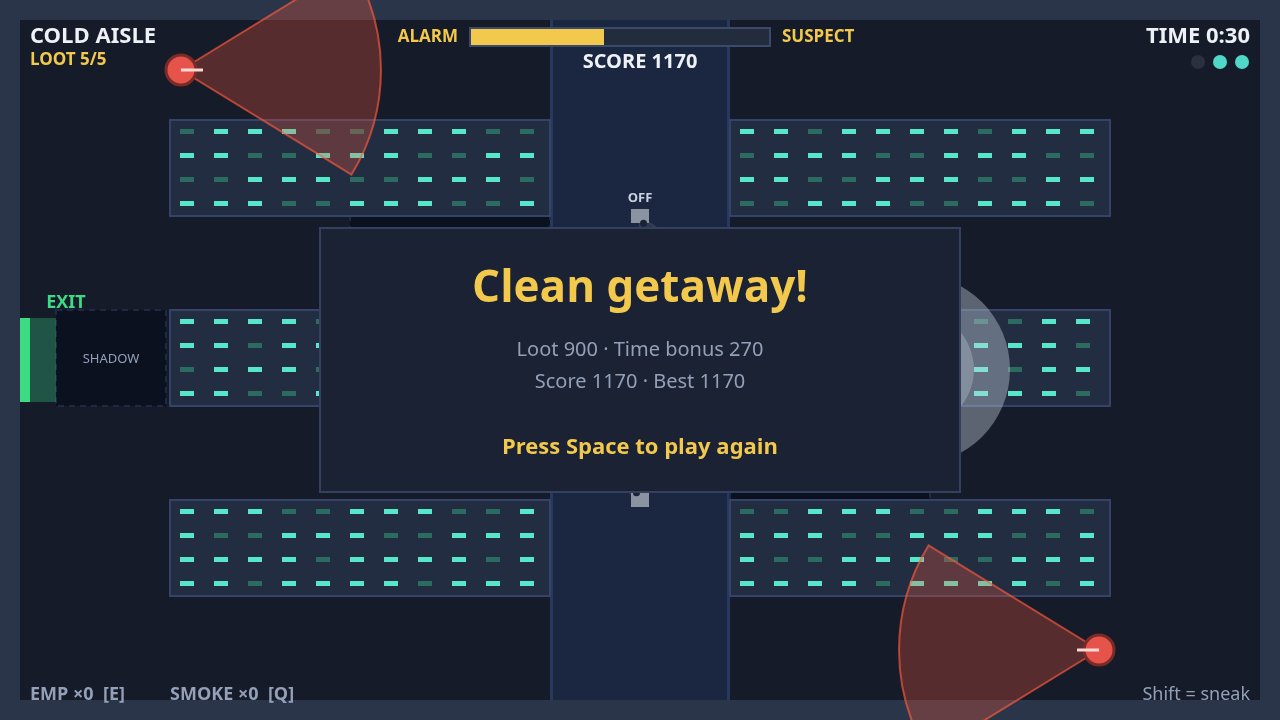 COLD AISLE
LOOT 5/5
ALARM
SUSPECT
SCORE 1170
TIME 0:30
OFF
EXIT
SHADOW
Clean getaway!
Loot 900 · Time bonus 270
Score 1170 · Best 1170
Press Space to play again
EMP ×0 [E]
SMOKE ×0 [Q]
Shift = sneak